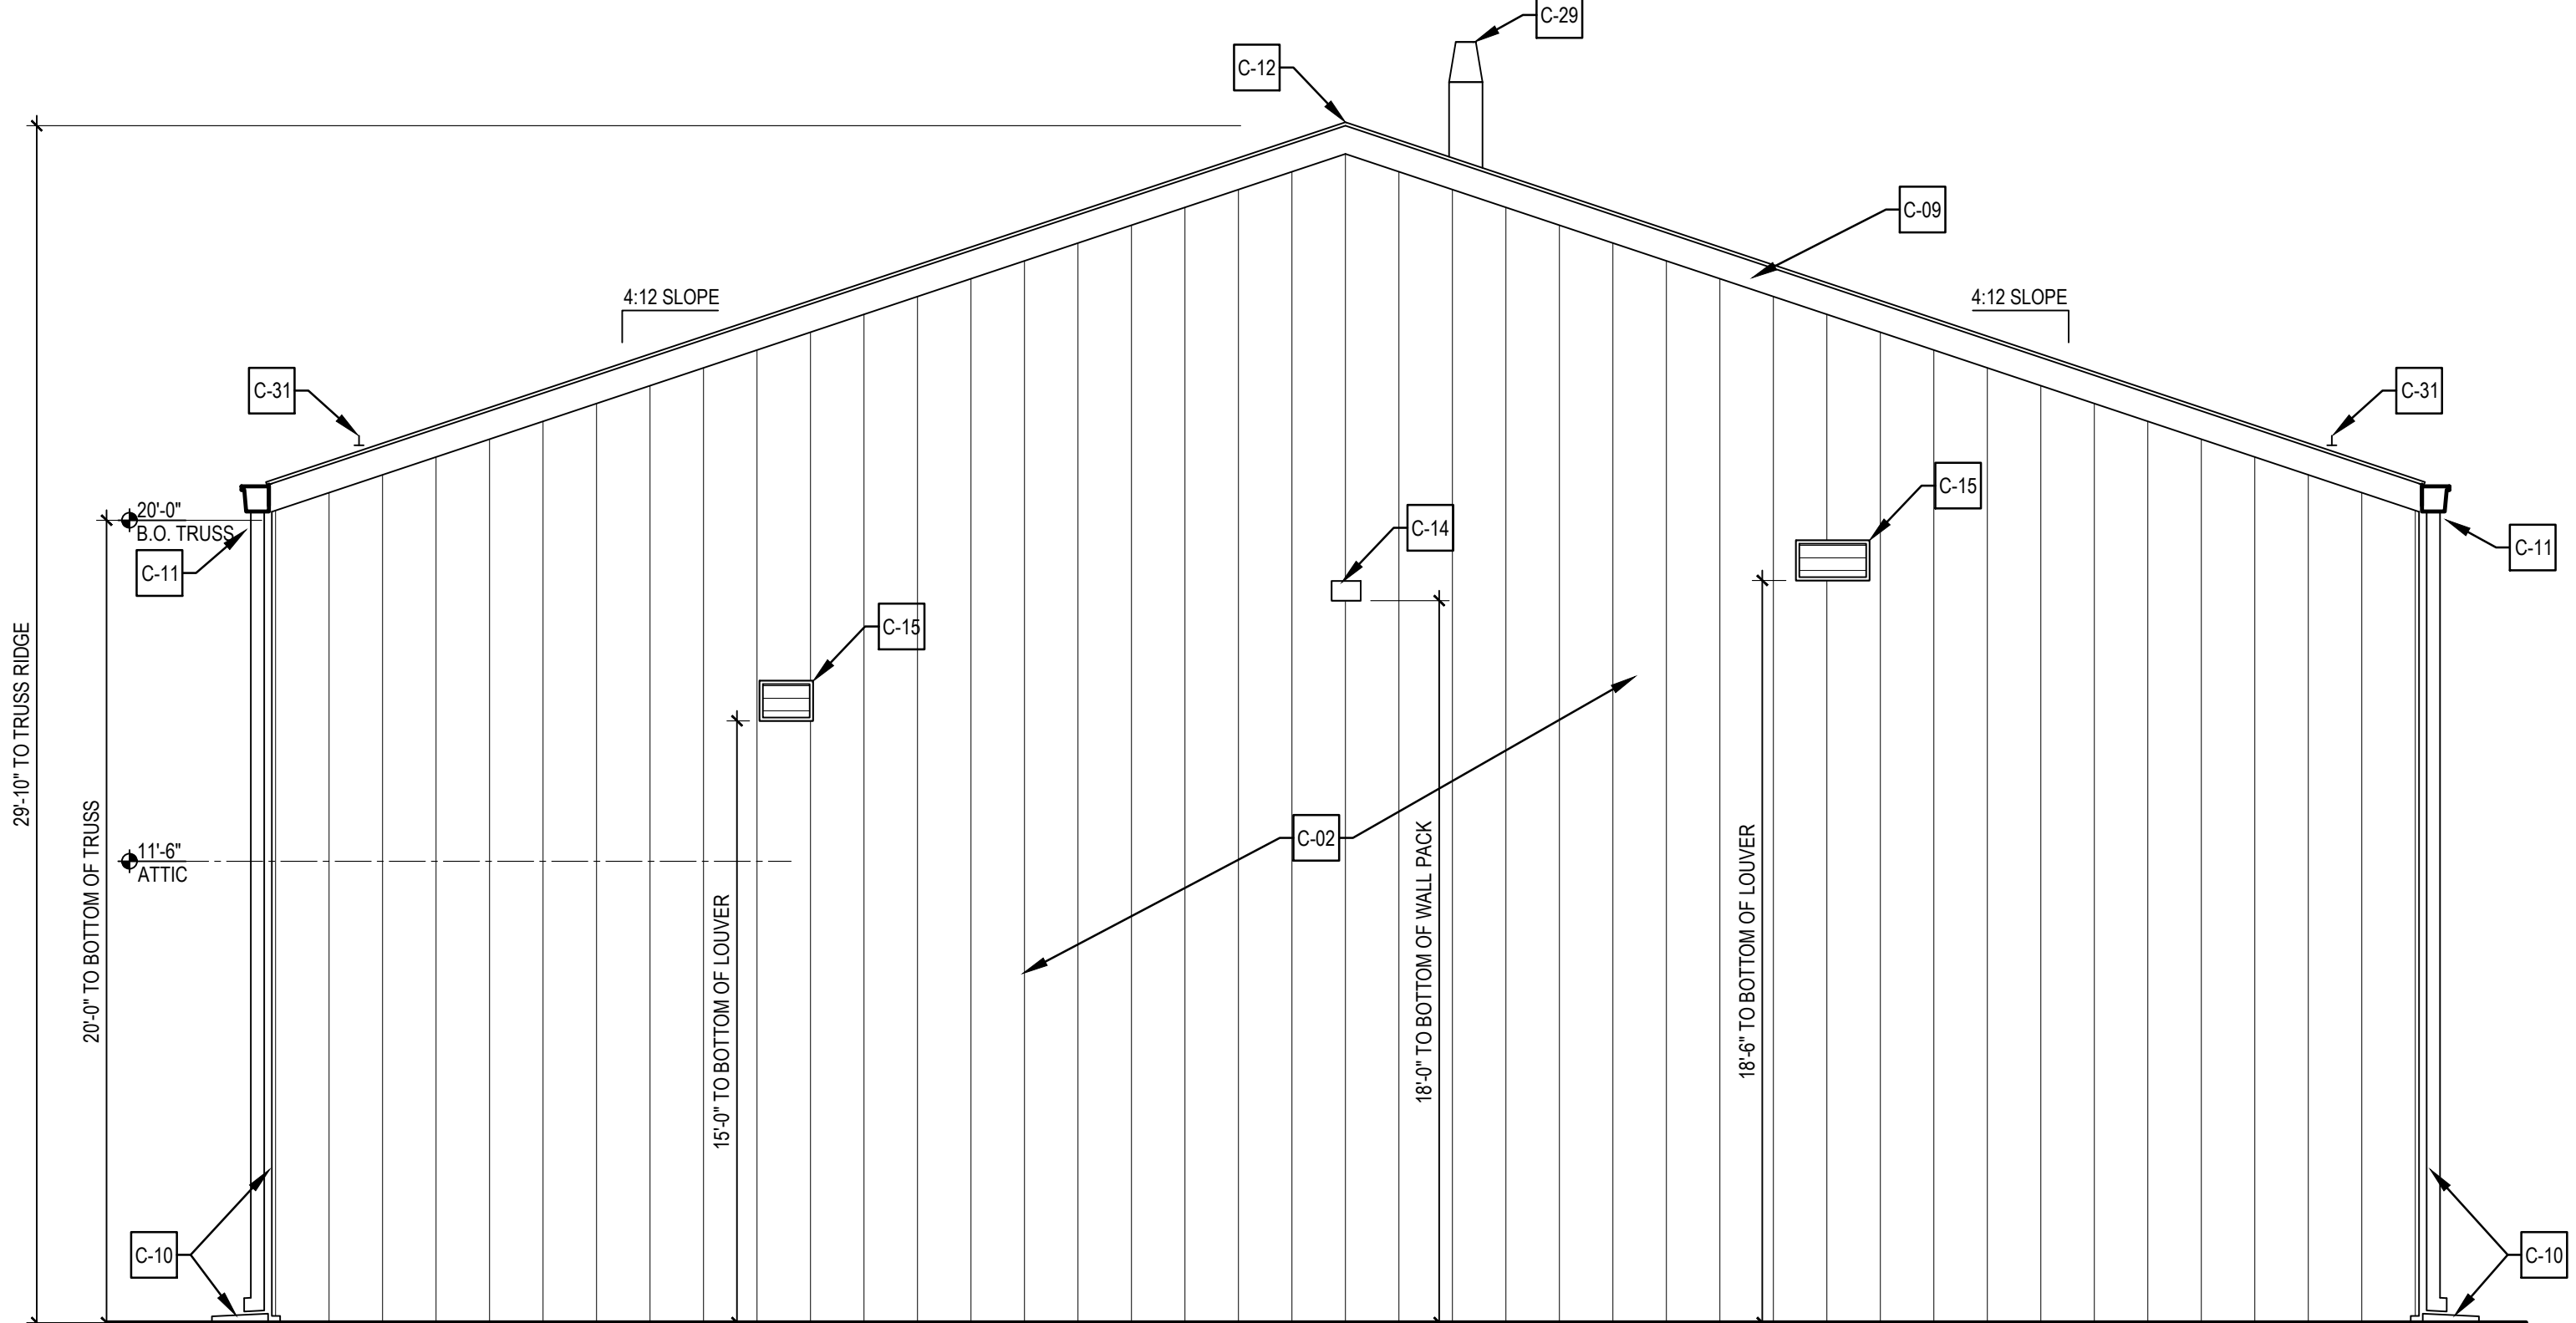 C-29
C-12
C-09
4:12 SLOPE
4:12 SLOPE
C-31
C-31
C-15
20'-0"
B.O. TRUSS
C-14
C-11
C-11
C-15
29'-10" TO TRUSS RIDGE
C-02
11'-6"
ATTIC
20'-0" TO BOTTOM OF TRUSS
15'-0" TO BOTTOM OF LOUVER
18'-0" TO BOTTOM OF WALL PACK
18'-6" TO BOTTOM OF LOUVER
C-10
C-10